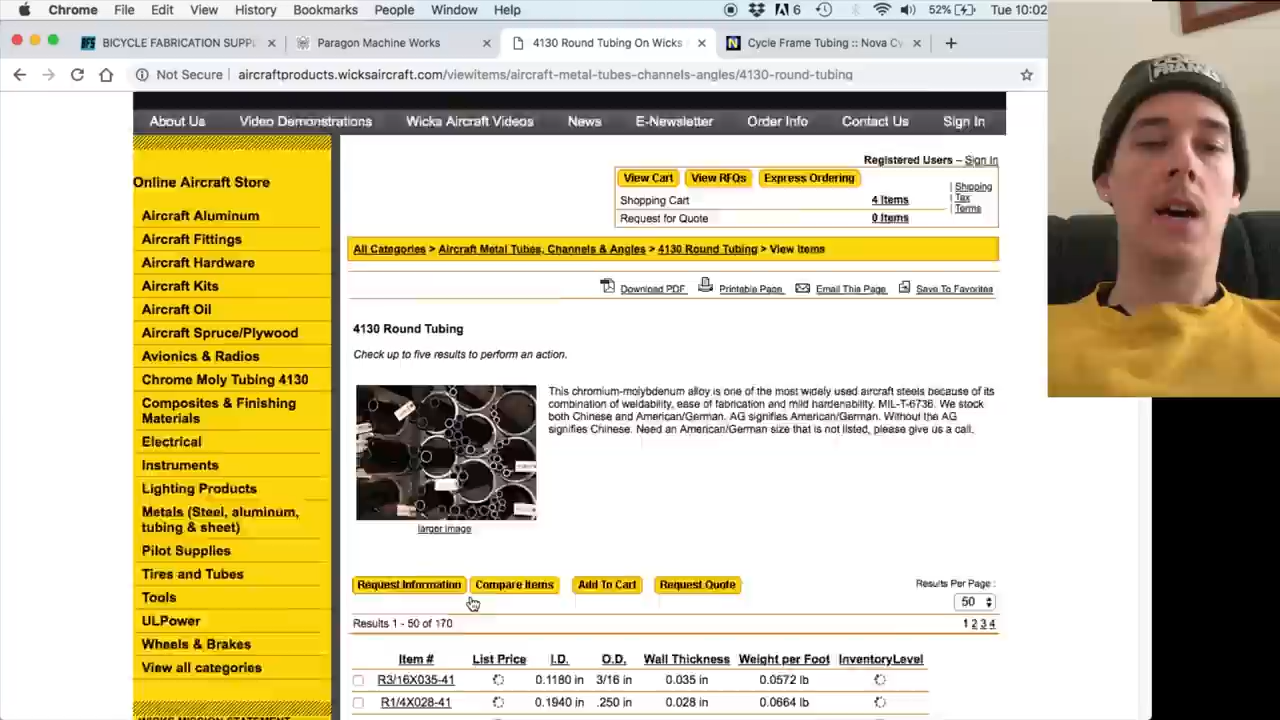 Chrome File Edit View History Bookmarks People Window Help 6 52% Tue 10:02
BFS BICYCLE FABRICATION SUPP × Paragon Machine Works × 4130 Round Tubing On Wicks × N Cycle Frame Tubing :: Nova Cy × +
Not Secure aircraftproducts.wicksaircraft.com/viewitems/aircraft-metal-tubes-channels-angles/4130-round-tubing
About Us Video Demonstrations Wicka Aircraft Videos News E-Newsletter Order Info Contact Us Sign In
Registered Users – Sign In
View Cart View RFQs Express Ordering
Shopping Cart 4 Items
Request for Quote 0 Items
Shipping
Tax
Terms
Online Aircraft Store
Aircraft Aluminum
Aircraft Fittings
Aircraft Hardware
Aircraft Kits
Aircraft Oil
Aircraft Spruce/Plywood
Avionics & Radios
Chrome Moly Tubing 4130
Composites & Finishing
Materials
Electrical
Instruments
Lighting Products
Metals (Steel, aluminum,
tubing & sheet)
Pilot Supplies
Tires and Tubes
Tools
ULPower
Wheels & Brakes
View all categories
WICKS MISSION STATEMENT
All Categories > Aircraft Metal Tubes, Channels & Angles > 4130 Round Tubing > View Items
Download PDF Printable Page Email This Page Save To Favorites
4130 Round Tubing
Check up to five results to perform an action.
This chromium-molybdenum alloy is one of the most widely used aircraft steels because of its
combination of weldability, ease of fabrication and mild hardenability. MIL-T-6736. We stock
both Chinese and American/German. AG signifies American/German. Without the AG
signifies Chinese. Need an American/German size that is not listed, please give us a call.
larger image
Request Information Compare Items Add To Cart Request Quote
Results Per Page :
50
Results 1 - 50 of 170 1 2 3 4
Item # List Price I.D. O.D. Wall Thickness Weight per Foot InventoryLevel
R3/16X035-41 0.1180 in 3/16 in 0.035 in 0.0572 lb
R1/4X028-41 0.1940 in .250 in 0.028 in 0.0664 lb